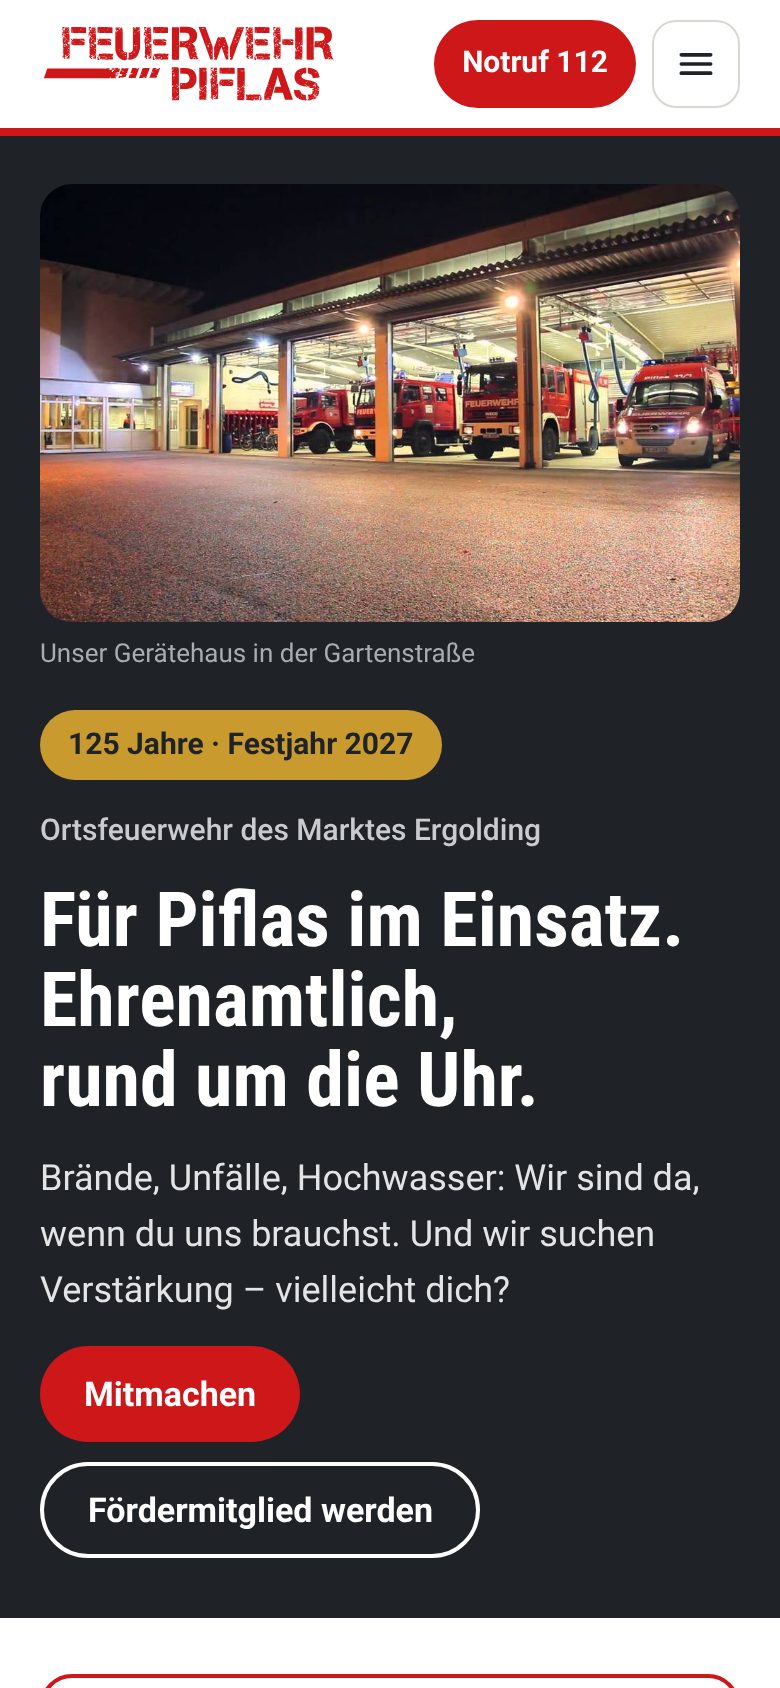 FEUERWEHR
PIFLAS
Notruf 112
FEUERWEHR
Unser Gerätehaus in der Gartenstraße
125 Jahre · Festjahr 2027
Ortsfeuerwehr des Marktes Ergolding
Für Piflas im Einsatz.
Ehrenamtlich,
rund um die Uhr.
Brände, Unfälle, Hochwasser: Wir sind da,
wenn du uns brauchst. Und wir suchen
Verstärkung – vielleicht dich?
Mitmachen
Fördermitglied werden